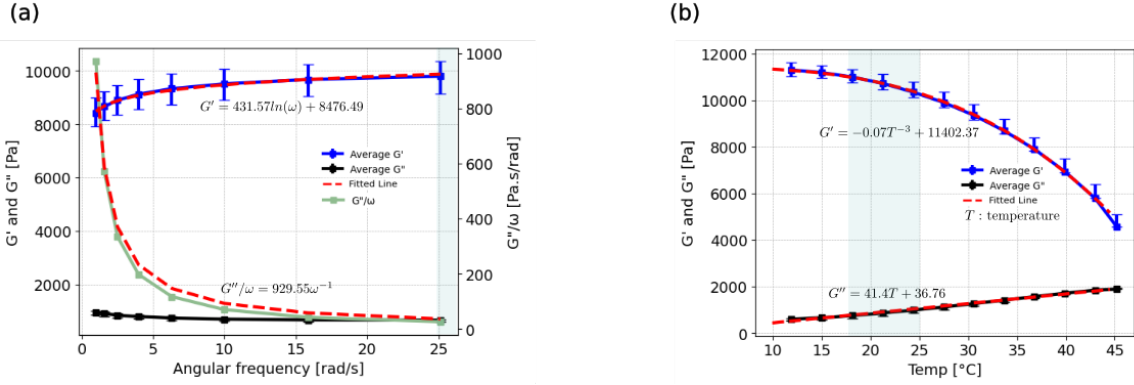 (a)
G' and G" [Pa]
10000
8000
6000
4000
2000
0
5
10
15
20
25
Angular frequency [rad/s]
1000
800
600
400
200
0
G"/ω [Pa.s/rad]
G′ = 431.57ln(ω) + 8476.49
Average G'
Average G"
Fitted Line
G"/ω
G″/ω = 929.55ω⁻¹
(b)
G' and G" [Pa]
12000
10000
8000
6000
4000
2000
0
10
15
20
25
30
35
40
45
Temp [°C]
G′ = −0.07T⁻³ + 11402.37
Average G'
Average G"
Fitted Line
T : temperature
G″ = 41.4T + 36.76